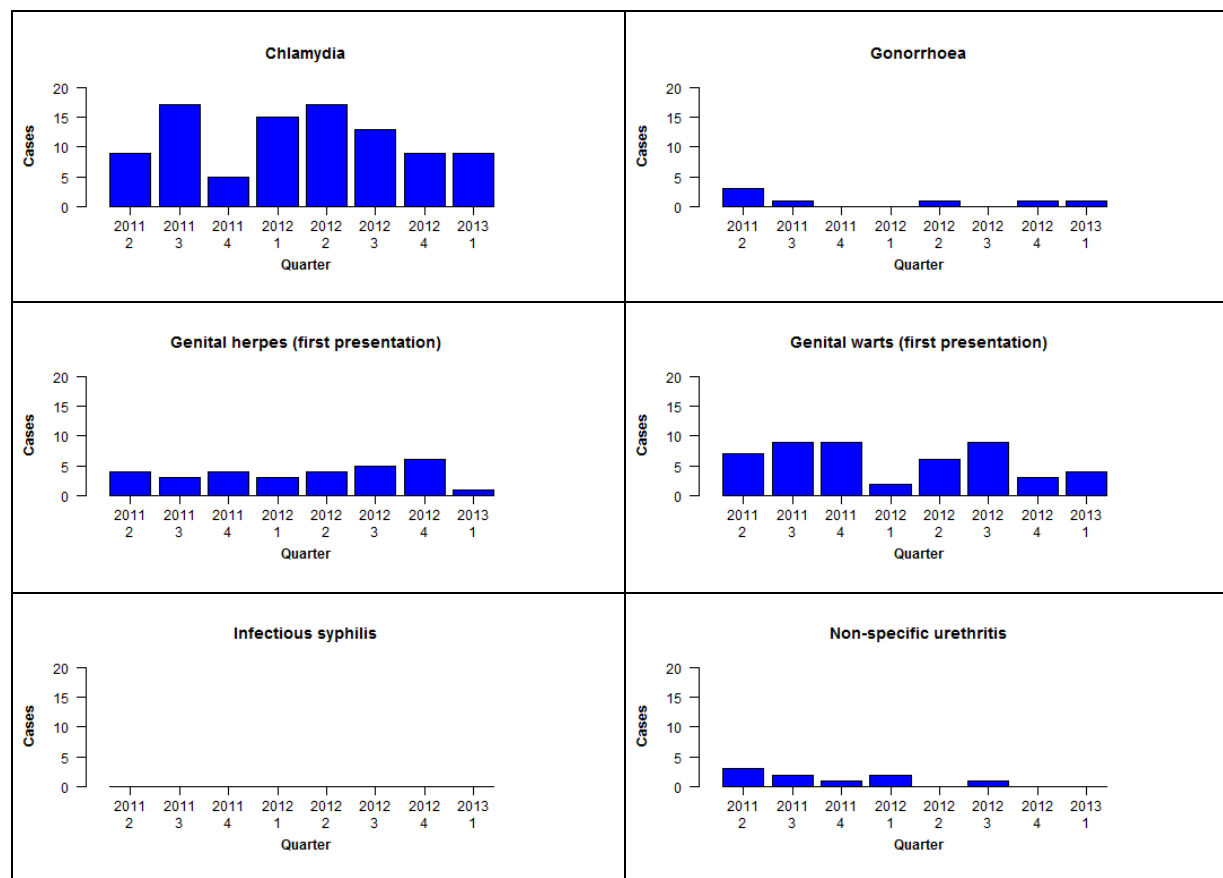 Chlamydia
20
15
10
5
0
Cases
2011 2011 2011 2012 2012 2012 2012 2013
2 3 4 1 2 3 4 1
Quarter
Gonorrhoea
20
15
10
5
0
Cases
2011 2011 2011 2012 2012 2012 2012 2013
2 3 4 1 2 3 4 1
Quarter
Genital herpes (first presentation)
20
15
10
5
0
Cases
2011 2011 2011 2012 2012 2012 2012 2013
2 3 4 1 2 3 4 1
Quarter
Genital warts (first presentation)
20
15
10
5
0
Cases
2011 2011 2011 2012 2012 2012 2012 2013
2 3 4 1 2 3 4 1
Quarter
Infectious syphilis
20
15
10
5
0
Cases
2011 2011 2011 2012 2012 2012 2012 2013
2 3 4 1 2 3 4 1
Quarter
Non-specific urethritis
20
15
10
5
0
Cases
2011 2011 2011 2012 2012 2012 2012 2013
2 3 4 1 2 3 4 1
Quarter